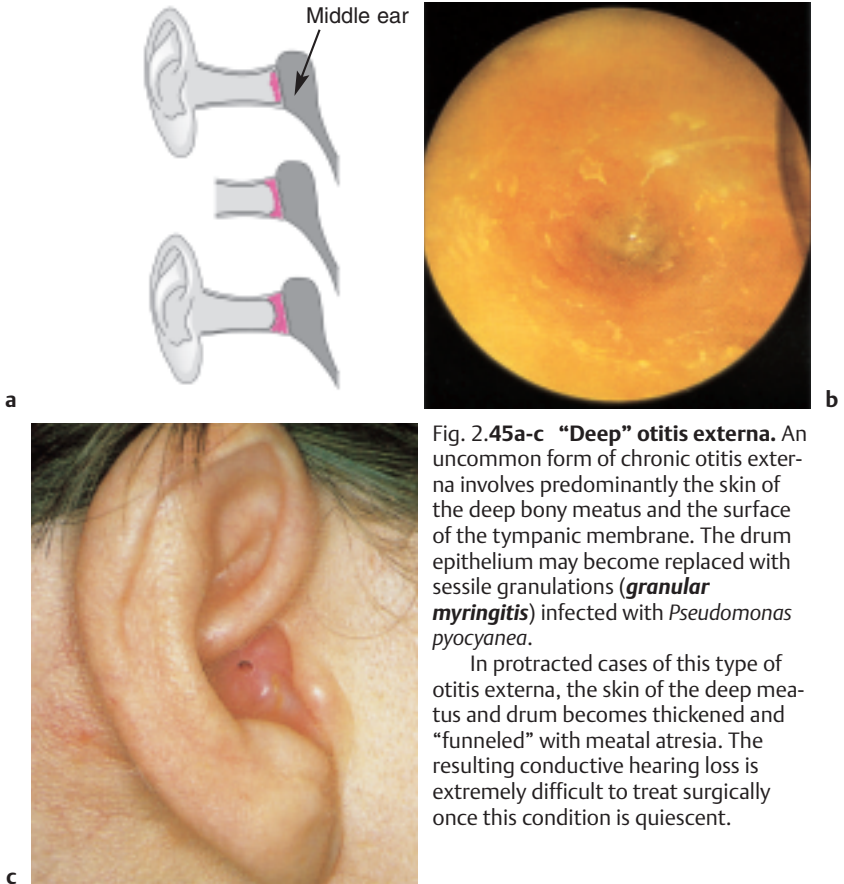 Middle ear
a
b
Fig. 2.45a-c “Deep” otitis externa. An
uncommon form of chronic otitis exter-
na involves predominantly the skin of
the deep bony meatus and the surface
of the tympanic membrane. The drum
epithelium may become replaced with
sessile granulations (granular
myringitis) infected with Pseudomonas
pyocyanea.
In protracted cases of this type of
otitis externa, the skin of the deep mea-
tus and drum becomes thickened and
“funneled” with meatal atresia. The
resulting conductive hearing loss is
extremely difficult to treat surgically
once this condition is quiescent.
c